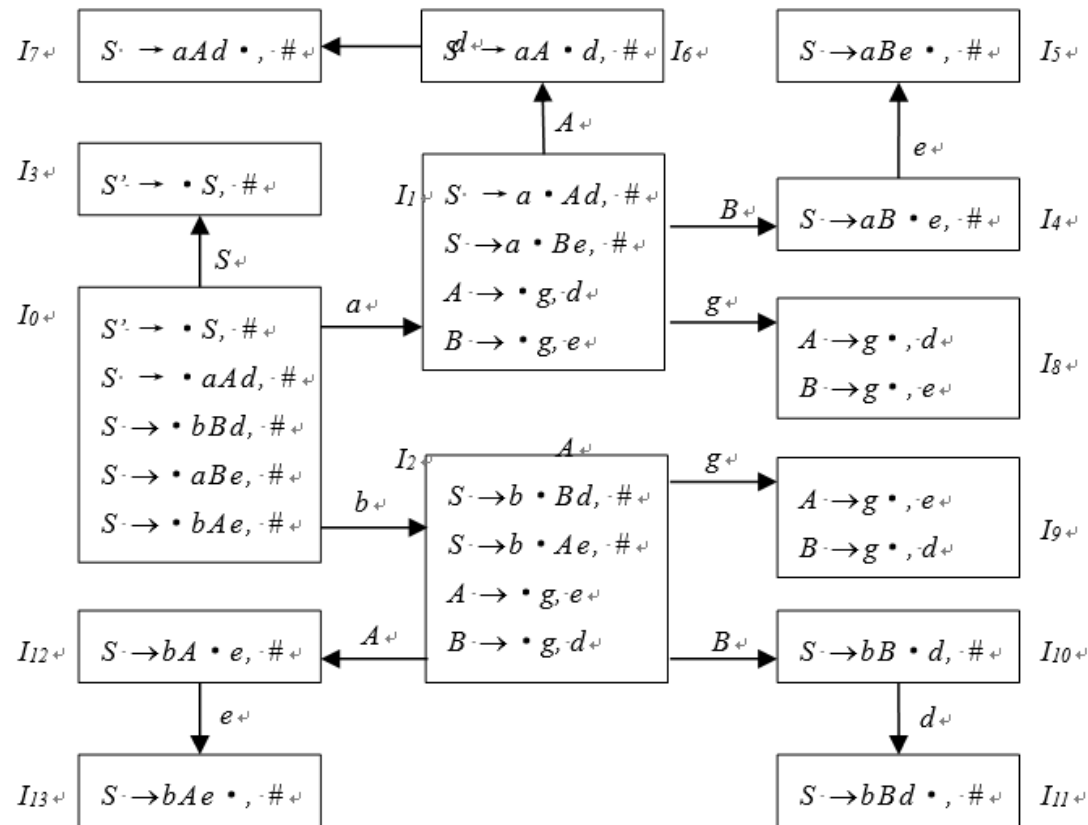 I7 S → aAd •, #
d
S → aA • d, # I6
S → aBe •, # I5
A
e
I3 S' → • S, #
I1 S → a • Ad, #
S → a • Be, #
A → • g, d
B → • g, e
B
S → aB • e, # I4
S
a
g
I0 S' → • S, #
S → • aAd, #
S → • bBd, #
S → • aBe, #
S → • bAe, #
A → g •, d
B → g •, e
I8
b
I2 A
S → b • Bd, #
S → b • Ae, #
A → • g, e
B → • g, d
g
A → g •, e
B → g •, d
I9
I12 S → bA • e, #
A
B
S → bB • d, # I10
e
d
I13 S → bAe •, #
S → bBd •, # I11